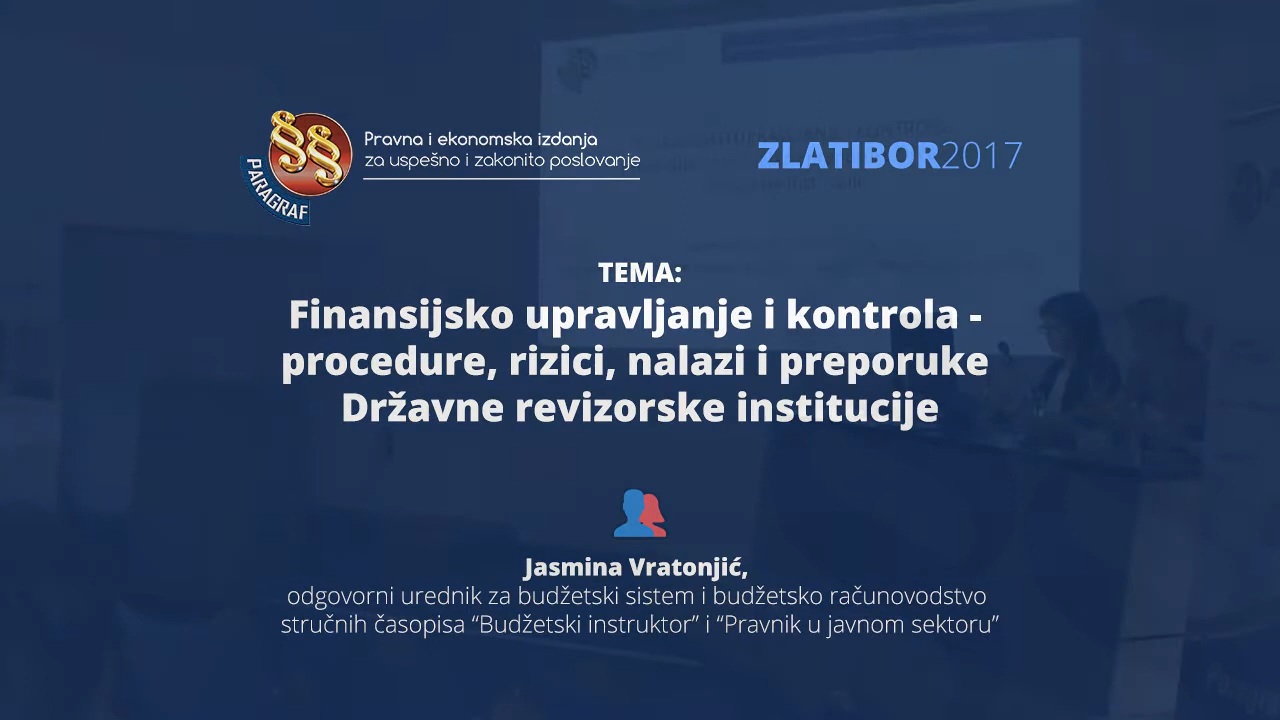 PARAGRAF
Pravna i ekonomska izdanja
za uspešno i zakonito poslovanje
ZLATIBOR2017
TEMA:
Finansijsko upravljanje i kontrola -
procedure, rizici, nalazi i preporuke
Državne revizorske institucije
Jasmina Vratonjić,
odgovorni urednik za budžetski sistem i budžetsko računovodstvo
stručnih časopisa “Budžetski instruktor” i “Pravnik u javnom sektoru”